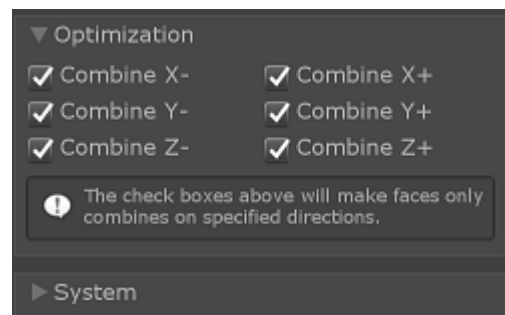 Optimization
Combine X- Combine X+
Combine Y- Combine Y+
Combine Z- Combine Z+
The check boxes above will make faces only
combines on specified directions.
System